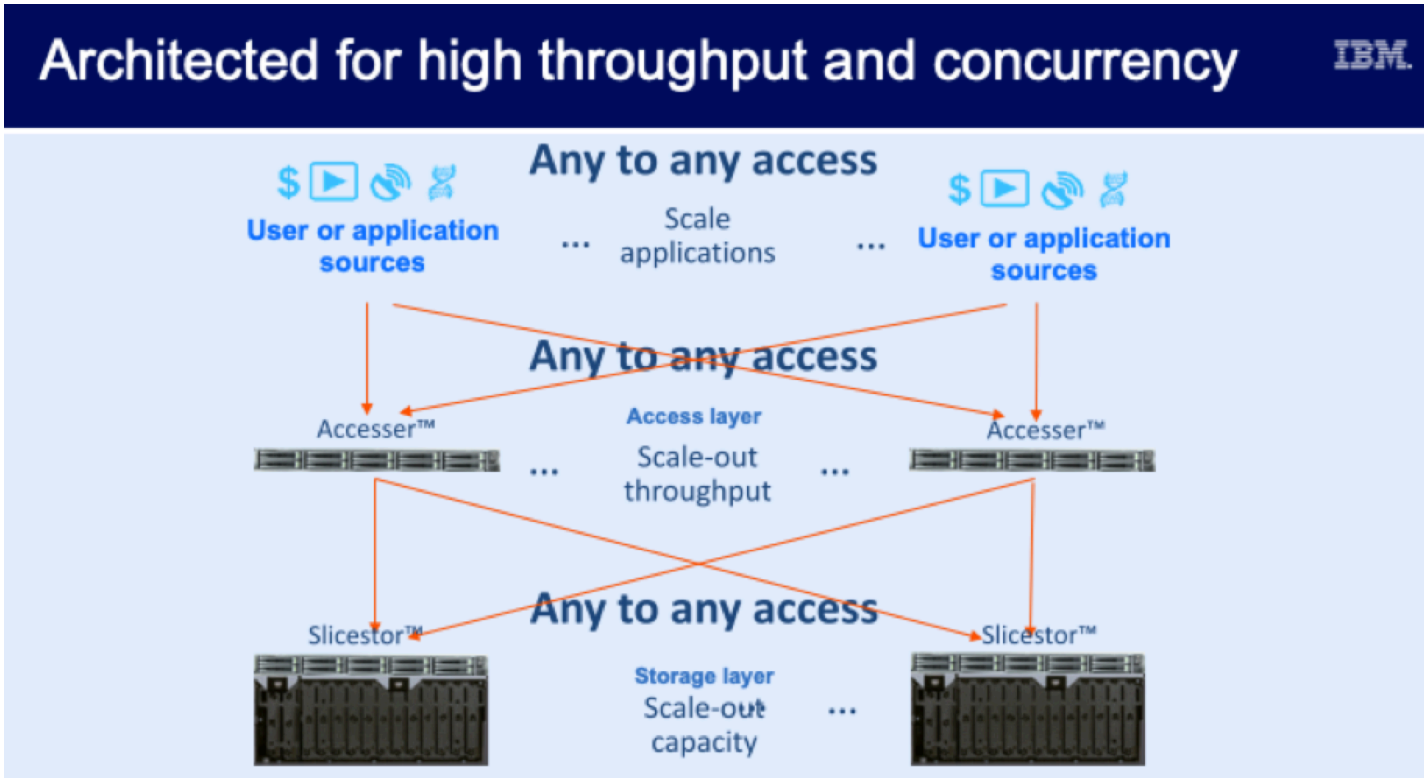 Architected for high throughput and concurrency
IBM.
Any to any access
$
$
User or application
sources
...
Scale
applications
...
User or application
sources
Any to any access
Accesser™
Access layer
Accesser™
...
Scale-out
throughput
...
Any to any access
Slicestor™
Slicestor™
Storage layer
Scale-out
capacity
...